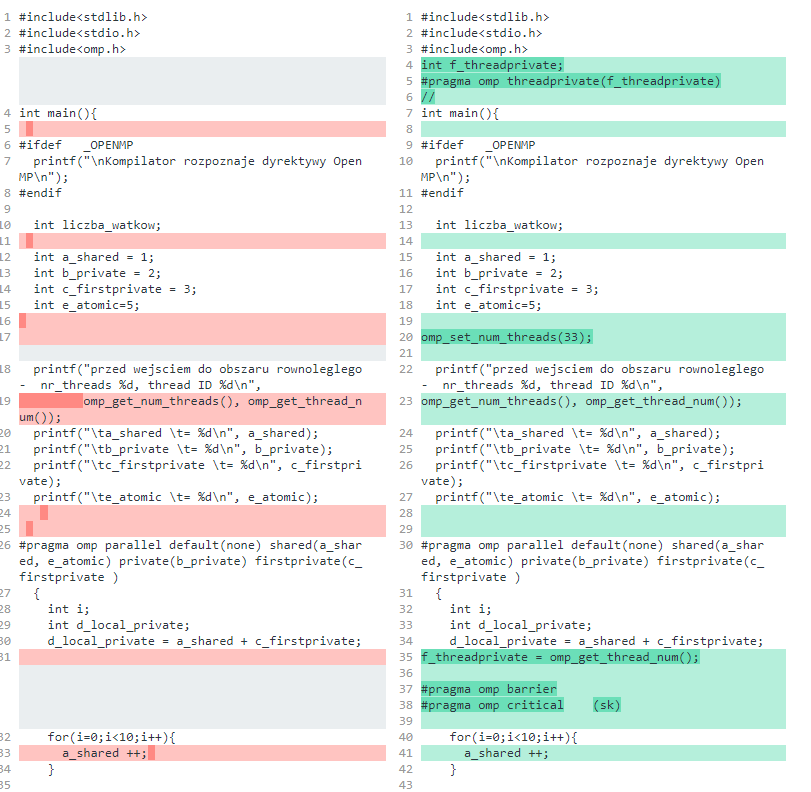 1 #include<stdlib.h>
2 #include<stdio.h>
3 #include<omp.h>
4 int main(){
5
6 #ifdef   _OPENMP
7   printf("\nKompilator rozpoznaje dyrektywy Open
MP\n");
8 #endif
9
10   int liczba_watkow;
11
12   int a_shared = 1;
13   int b_private = 2;
14   int c_firstprivate = 3;
15   int e_atomic=5;
16
17
18   printf("przed wejsciem do obszaru rownoleglego
-  nr_threads %d, thread ID %d\n",
19          omp_get_num_threads(), omp_get_thread_n
um());
20   printf("\ta_shared \t= %d\n", a_shared);
21   printf("\tb_private \t= %d\n", b_private);
22   printf("\tc_firstprivate \t= %d\n", c_firstpri
vate);
23   printf("\te_atomic \t= %d\n", e_atomic);
24
25
26 #pragma omp parallel default(none) shared(a_shar
ed, e_atomic) private(b_private) firstprivate(c_
firstprivate )
27   {
28     int i;
29     int d_local_private;
30     d_local_private = a_shared + c_firstprivate;
31
32     for(i=0;i<10;i++){
33       a_shared ++;
34     }
35
1 #include<stdlib.h>
2 #include<stdio.h>
3 #include<omp.h>
4 int f_threadprivate;
5 #pragma omp threadprivate(f_threadprivate)
6 //
7 int main(){
8
9 #ifdef   _OPENMP
10   printf("\nKompilator rozpoznaje dyrektywy Open
MP\n");
11 #endif
12
13   int liczba_watkow;
14
15   int a_shared = 1;
16   int b_private = 2;
17   int c_firstprivate = 3;
18   int e_atomic=5;
19
20 omp_set_num_threads(33);
21
22   printf("przed wejsciem do obszaru rownoleglego
-  nr_threads %d, thread ID %d\n",
23 omp_get_num_threads(), omp_get_thread_num());
24   printf("\ta_shared \t= %d\n", a_shared);
25   printf("\tb_private \t= %d\n", b_private);
26   printf("\tc_firstprivate \t= %d\n", c_firstpri
vate);
27   printf("\te_atomic \t= %d\n", e_atomic);
28
29
30 #pragma omp parallel default(none) shared(a_shar
ed, e_atomic) private(b_private) firstprivate(c_
firstprivate )
31   {
32     int i;
33     int d_local_private;
34     d_local_private = a_shared + c_firstprivate;
35 f_threadprivate = omp_get_thread_num();
36
37 #pragma omp barrier
38 #pragma omp critical    (sk)
39
40     for(i=0;i<10;i++){
41       a_shared ++;
42     }
43